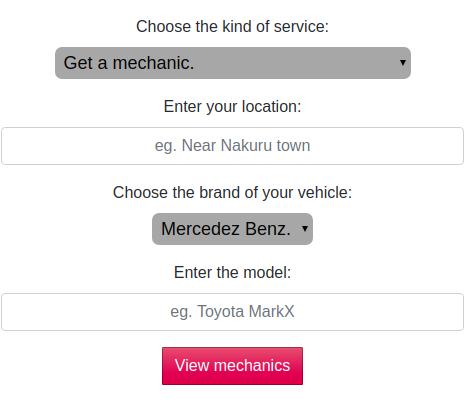 Choose the kind of service:
Get a mechanic.
Enter your location:
eg. Near Nakuru town
Choose the brand of your vehicle:
Mercedez Benz.
Enter the model:
eg. Toyota MarkX
View mechanics